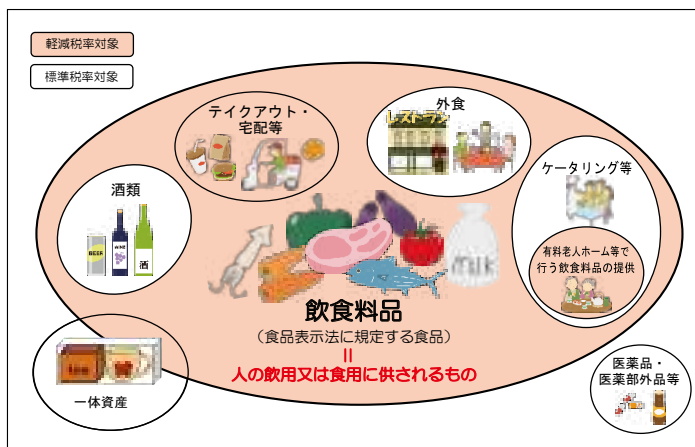 軽減税率対象
標準税率対象
テイクアウト・
宅配等
外食
レストラン
ケータリング等
酒類
BEER
WINE
酒
milk
有料老人ホーム等で
行う飲食料品の提供
飲食料品
（食品表示法に規定する食品）
＝
人の飲用又は食用に供されるもの
一体資産
医薬品・
医薬部外品等